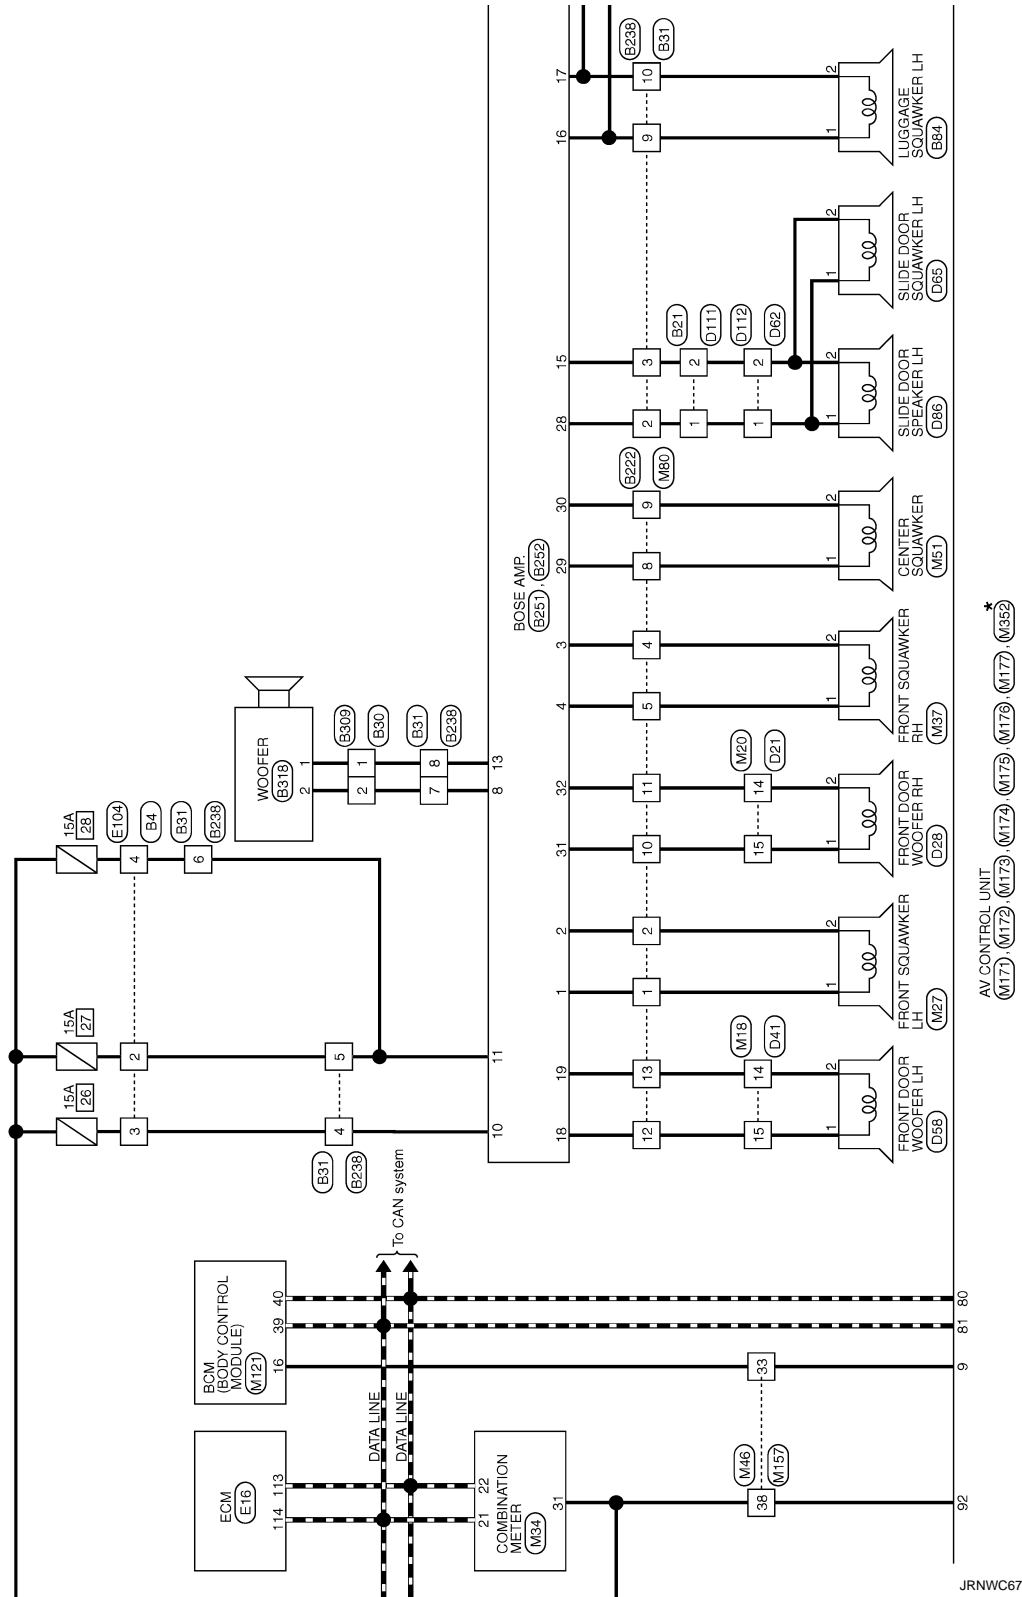 15A
26
15A
27
15A
28
3
2
4
E104
B4
6
B31
B238
WOOFER
B318
2
1
2
1
B309
B30
7
8
B31
B238
8
13
B31
B238
4
5
10
11
ECM
E16
114
113
BCM
(BODY CONTROL
MODULE)
M121
16
39
40
DATA LINE
DATA LINE
To CAN system
COMBINATION
METER
M34
21
22
31
BOSE AMP.
B251 , B252
18
19
1
2
31
32
4
3
29
30
28
15
16
17
12
13
1
2
10
11
5
4
8
9
B222
M80
2
3
9
10
B238
B31
1
2
B21
D111
15
14
M18
D41
15
14
M20
D21
1
2
D112
D62
38
M46
M157
33
1
2
FRONT DOOR
WOOFER LH
D58
1
2
FRONT SQUAWKER
LH
M27
1
2
FRONT DOOR
WOOFER RH
D28
1
2
FRONT SQUAWKER
RH
M37
1
2
CENTER
SQUAWKER
M51
1
2
SLIDE DOOR
SPEAKER LH
D86
1
2
SLIDE DOOR
SQUAWKER LH
D65
1
2
LUGGAGE
SQUAWKER LH
B84
92
9
81
80
AV CONTROL UNIT
M171 , M172 , M173 , M174 , M175 , M176 , M177 , M352 *
JRNWC67